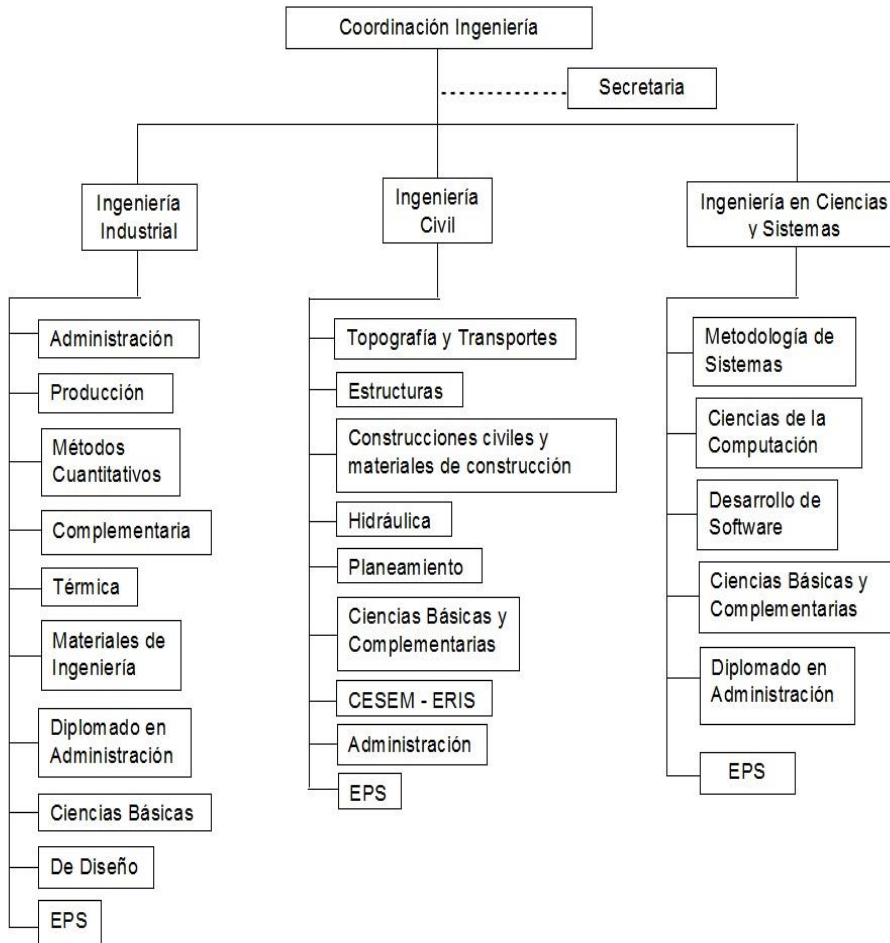 Coordinación Ingeniería
Secretaria
Ingeniería
Industrial
Administración
Producción
Métodos
Cuantitativos
Complementaria
Térmica
Materiales de
Ingeniería
Diplomado en
Administración
Ciencias Básicas
De Diseño
EPS
Ingeniería
Civil
Topografía y Transportes
Estructuras
Construcciones civiles y
materiales de construcción
Hidráulica
Planeamiento
Ciencias Básicas y
Complementarias
CESEM - ERIS
Administración
EPS
Ingeniería en Ciencias
y Sistemas
Metodología de
Sistemas
Ciencias de la
Computación
Desarrollo de
Software
Ciencias Básicas y
Complementarias
Diplomado en
Administración
EPS